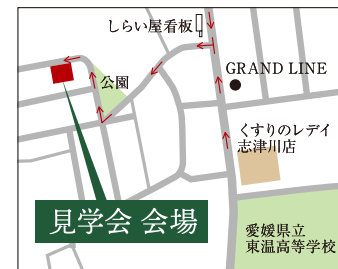 しらい屋看板
GRAND LINE
公園
くすりのレデイ
志津川店
見学会 会場
愛媛県立
東温高等学校